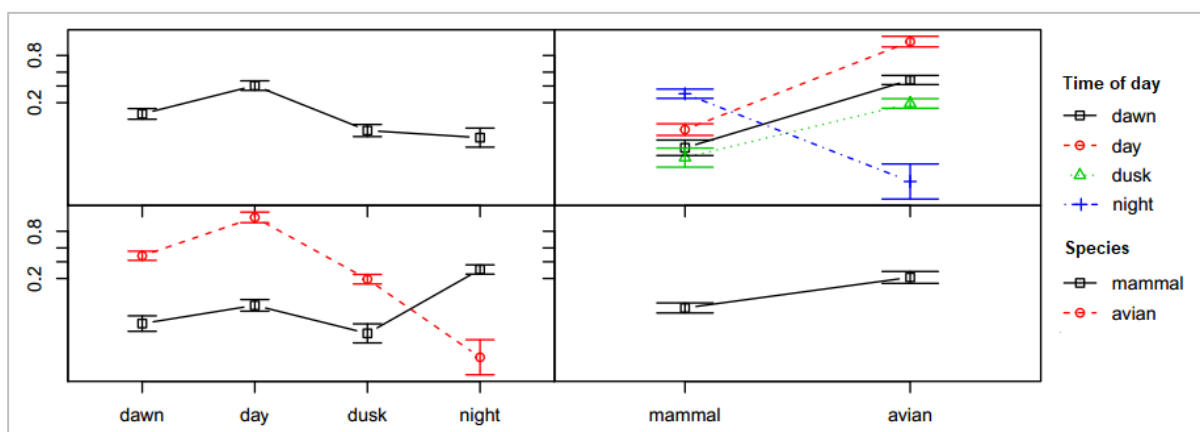 0.8
0.2
0.8
0.2
dawn day dusk night
mammal avian
Time of day
dawn
day
dusk
night
Species
mammal
avian